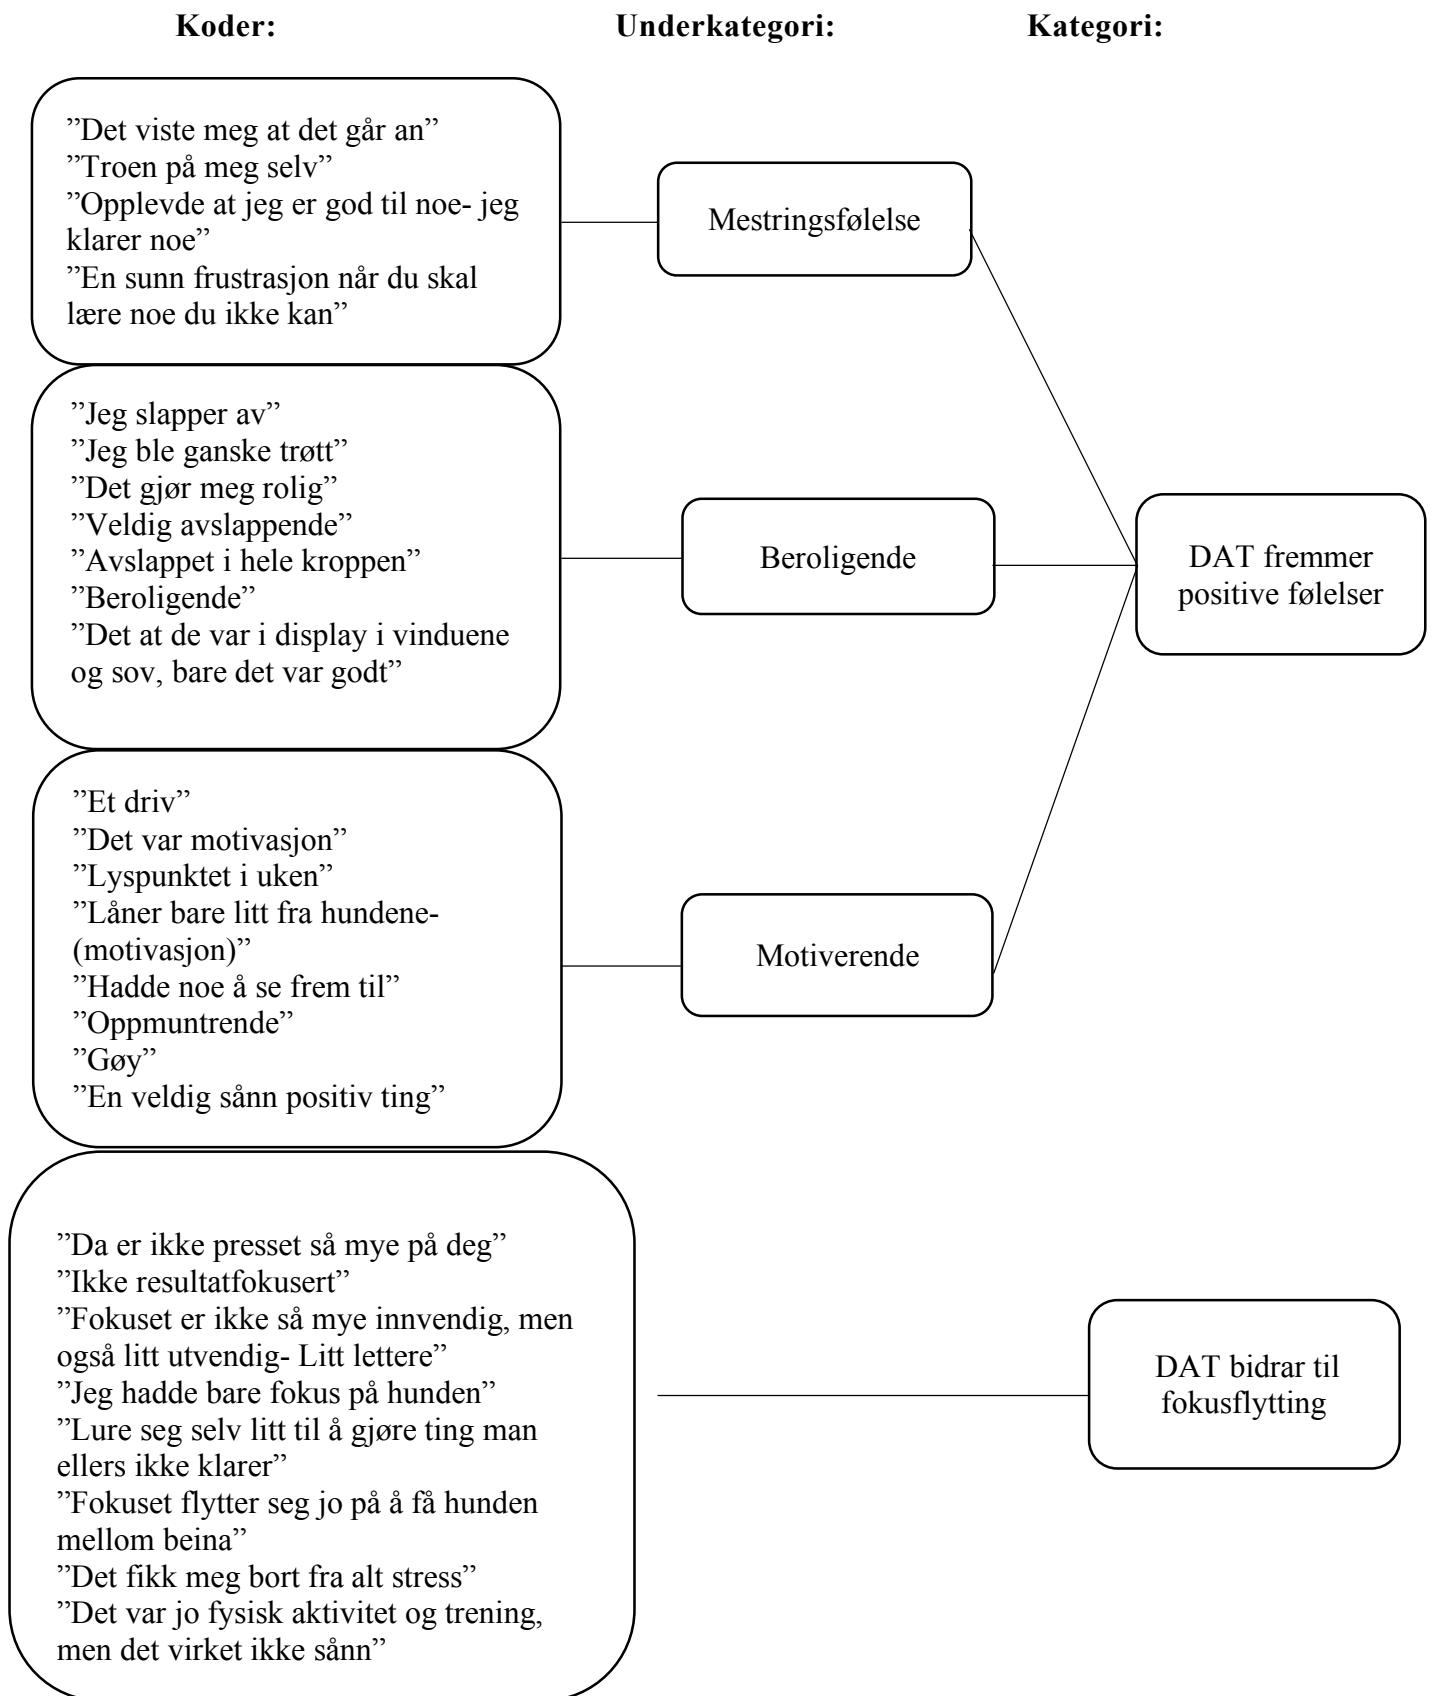 Koder: Underkategori: Kategori:
”Det viste meg at det går an”
”Troen på meg selv”
”Opplevde at jeg er god til noe- jeg
klarer noe”
”En sunn frustrasjon når du skal
lære noe du ikke kan”
Mestringsfølelse
”Jeg slapper av”
”Jeg ble ganske trøtt”
”Det gjør meg rolig”
”Veldig avslappende”
”Avslappet i hele kroppen”
”Beroligende”
”Det at de var i display i vinduene
og sov, bare det var godt”
Beroligende
DAT fremmer
positive følelser
”Et driv”
”Det var motivasjon”
”Lyspunktet i uken”
”Låner bare litt fra hundene-
(motivasjon)”
”Hadde noe å se frem til”
”Oppmuntrende”
”Gøy”
”En veldig sånn positiv ting”
Motiverende
”Da er ikke presset så mye på deg”
”Ikke resultatfokusert”
”Fokuset er ikke så mye innvendig, men
også litt utvendig- Litt lettere”
”Jeg hadde bare fokus på hunden”
”Lure seg selv litt til å gjøre ting man
ellers ikke klarer”
”Fokuset flytter seg jo på å få hunden
mellom beina”
”Det fikk meg bort fra alt stress”
”Det var jo fysisk aktivitet og trening,
men det virket ikke sånn”
DAT bidrar til
fokusflytting